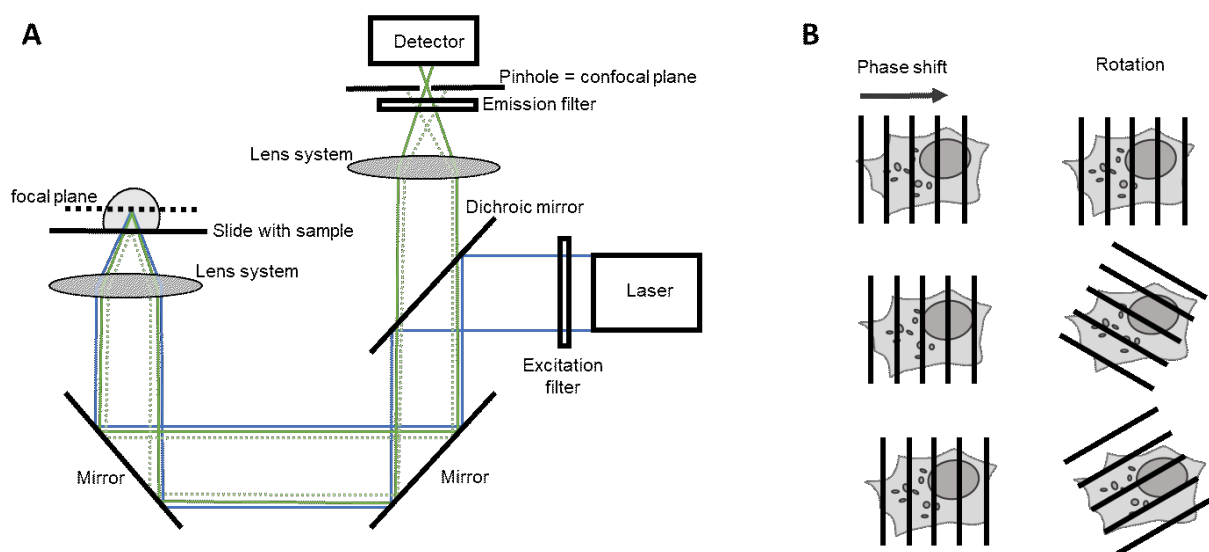 A
Detector
Pinhole = confocal plane
Emission filter
Lens system
focal plane
Dichroic mirror
Slide with sample
Lens system
Laser
Excitation
filter
Mirror
Mirror
B
Phase shift
Rotation